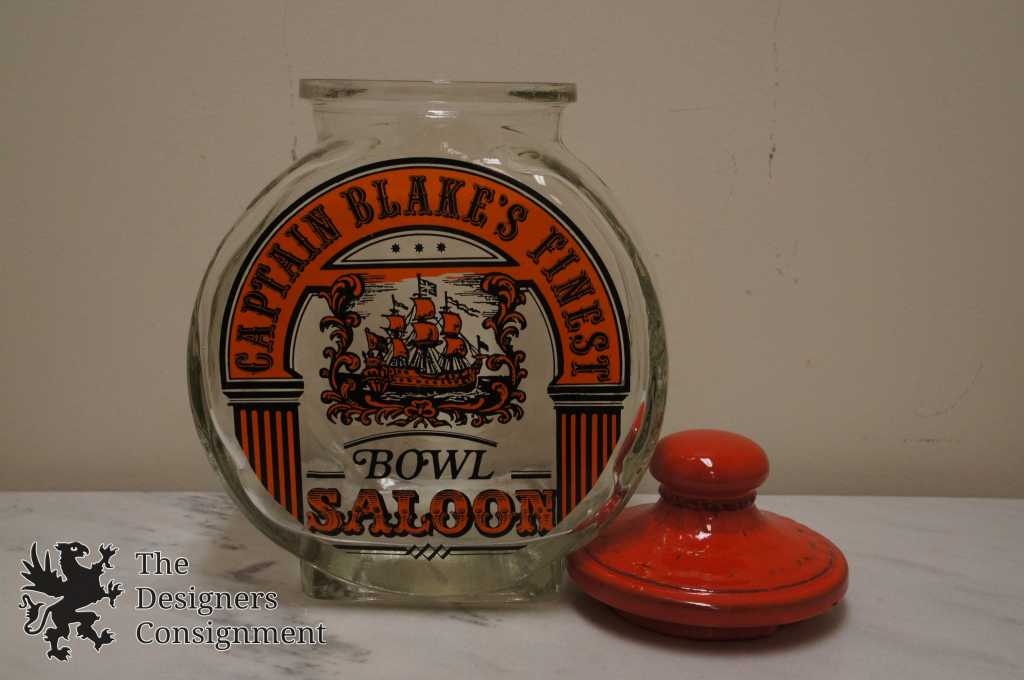 CAPTAIN BLAKE'S FINEST
BOWL
SALOON
The
Designers
Consignment